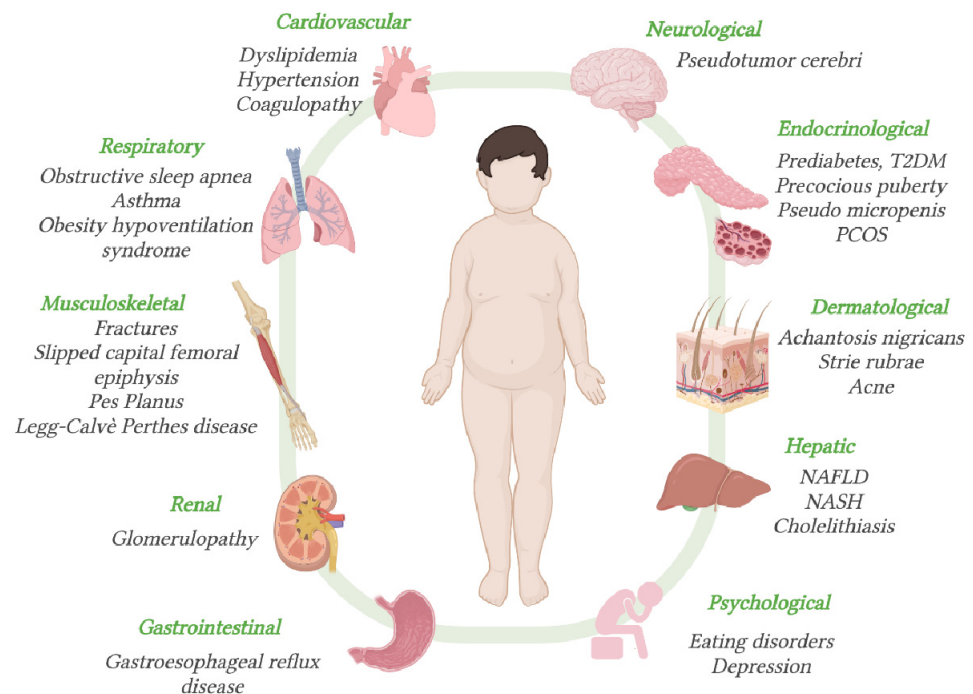 Cardiovascular
Dyslipidemia
Hypertension
Coagulopathy
Neurological
Pseudotumor cerebri
Respiratory
Obstructive sleep apnea
Asthma
Obesity hypoventilation
syndrome
Endocrinological
Prediabetes, T2DM
Precocious puberty
Pseudo micropenis
PCOS
Musculoskeletal
Fractures
Slipped capital femoral
epiphysis
Pes Planus
Legg-Calvè Perthes disease
Dermatological
Achantosis nigricans
Strie rubrae
Acne
Hepatic
NAFLD
NASH
Cholelithiasis
Renal
Glomerulopathy
Psychological
Eating disorders
Depression
Gastrointestinal
Gastroesophageal reflux
disease